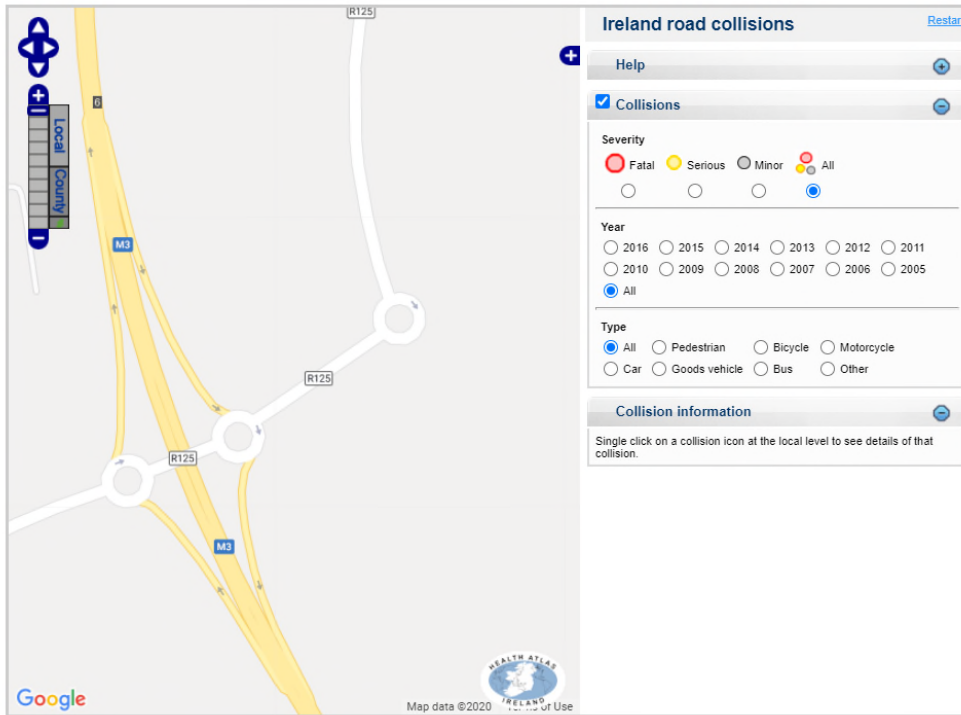 R125
6
Local
County
M3
R125
R125
M3
Google
HEALTH ATLAS
IRELAND
Map data ©2020
Terms of Use
Ireland road collisions
Restar
Help
Collisions
Severity
Fatal Serious Minor All
Year
2016 2015 2014 2013 2012 2011
2010 2009 2008 2007 2006 2005
All
Type
All Pedestrian Bicycle Motorcycle
Car Goods vehicle Bus Other
Collision information
Single click on a collision icon at the local level to see details of that
collision.